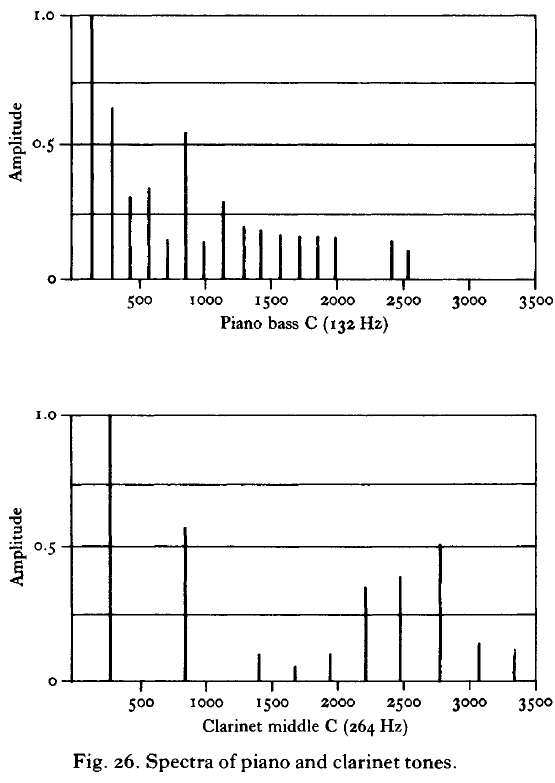 1.0
Amplitude
0.5
0
500 1000 1500 2000 2500 3000 3500
Piano bass C (132 Hz)
1.0
Amplitude
0.5
0
500 1000 1500 2000 2500 3000 3500
Clarinet middle C (264 Hz)
Fig. 26. Spectra of piano and clarinet tones.